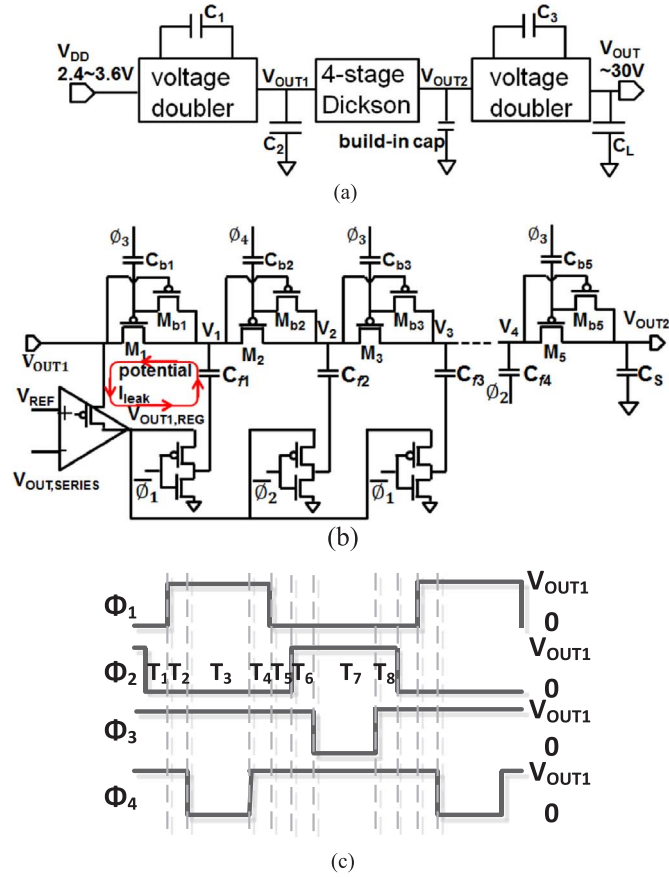 C1 C3
VDD 2.4~3.6V
voltage doubler
VOUT1
4-stage Dickson
VOUT2
voltage doubler
VOUT ~30V
C2
build-in cap
CL
(a)
Ø3 Ø4 Ø3 Ø3
Cb1 Cb2 Cb3 Cb5
Mb1 Mb2 Mb3 Mb5
VOUT1 M1 V1 M2 V2 M3 V3 V4 M5 VOUT2
potential
Ileak
Cf1 Cf2 Cf3 Cf4 CS
Ø2
VREF
VOUT1,REG
VOUT,SERIES
+ −
Ø̅1 Ø̅2 Ø̅1
(b)
Φ1 VOUT1 0
Φ2 T1 T2 T3 T4 T5 T6 T7 T8 VOUT1 0
Φ3 VOUT1 0
Φ4 VOUT1 0
(c)